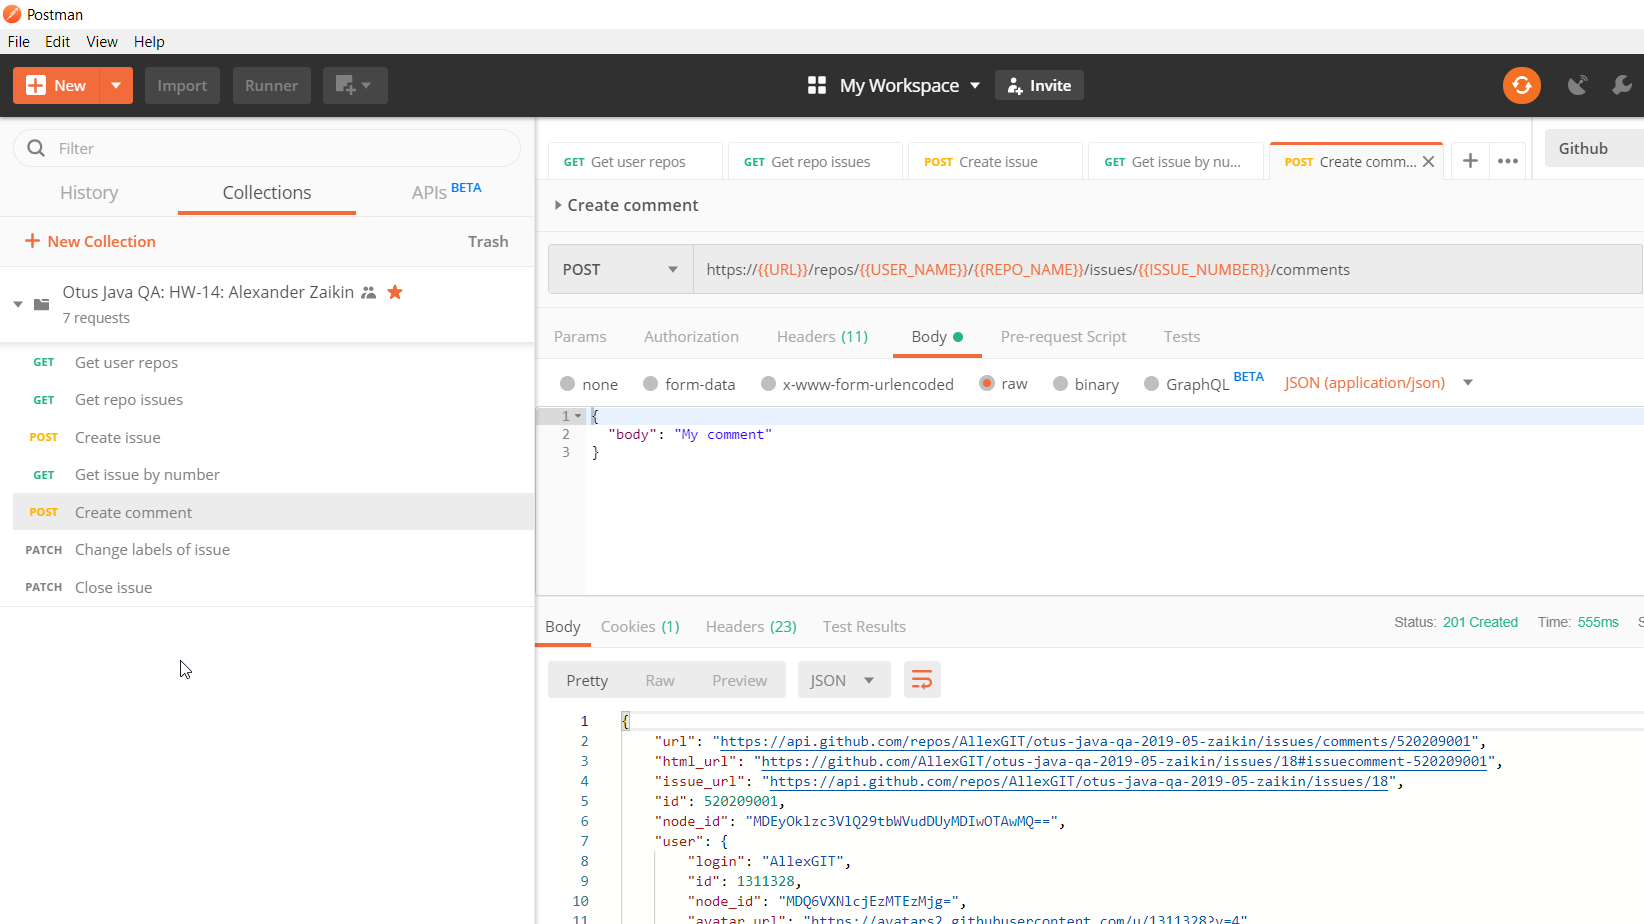 Postman
File Edit View Help
New Import Runner My Workspace Invite
Filter
History Collections APIs BETA
New Collection Trash
Otus Java QA: HW-14: Alexander Zaikin
7 requests
GET Get user repos
GET Get repo issues
POST Create issue
GET Get issue by number
POST Create comment
PATCH Change labels of issue
PATCH Close issue
GET Get user repos GET Get repo issues POST Create issue GET Get issue by nu... POST Create comm... Github
Create comment
POST https://{{URL}}/repos/{{USER_NAME}}/{{REPO_NAME}}/issues/{{ISSUE_NUMBER}}/comments
Params Authorization Headers (11) Body Pre-request Script Tests
none form-data x-www-form-urlencoded raw binary GraphQL BETA JSON (application/json)
1 {
2 "body": "My comment"
3 }
Body Cookies (1) Headers (23) Test Results Status: 201 Created Time: 555ms S
Pretty Raw Preview JSON
1 {
2 "url": "https://api.github.com/repos/AllexGIT/otus-java-qa-2019-05-zaikin/issues/comments/520209001",
3 "html_url": "https://github.com/AllexGIT/otus-java-qa-2019-05-zaikin/issues/18#issuecomment-520209001",
4 "issue_url": "https://api.github.com/repos/AllexGIT/otus-java-qa-2019-05-zaikin/issues/18",
5 "id": 520209001,
6 "node_id": "MDEyOklzc3VlQ29tbWVudDUyMDIwOTAwMQ==",
7 "user": {
8 "login": "AllexGIT",
9 "id": 1311328,
10 "node_id": "MDQ6VXNlcjEzMTEzMjg=",
11 "avatar_url": "https://avatars2.githubusercontent.com/u/1311328?v=4"